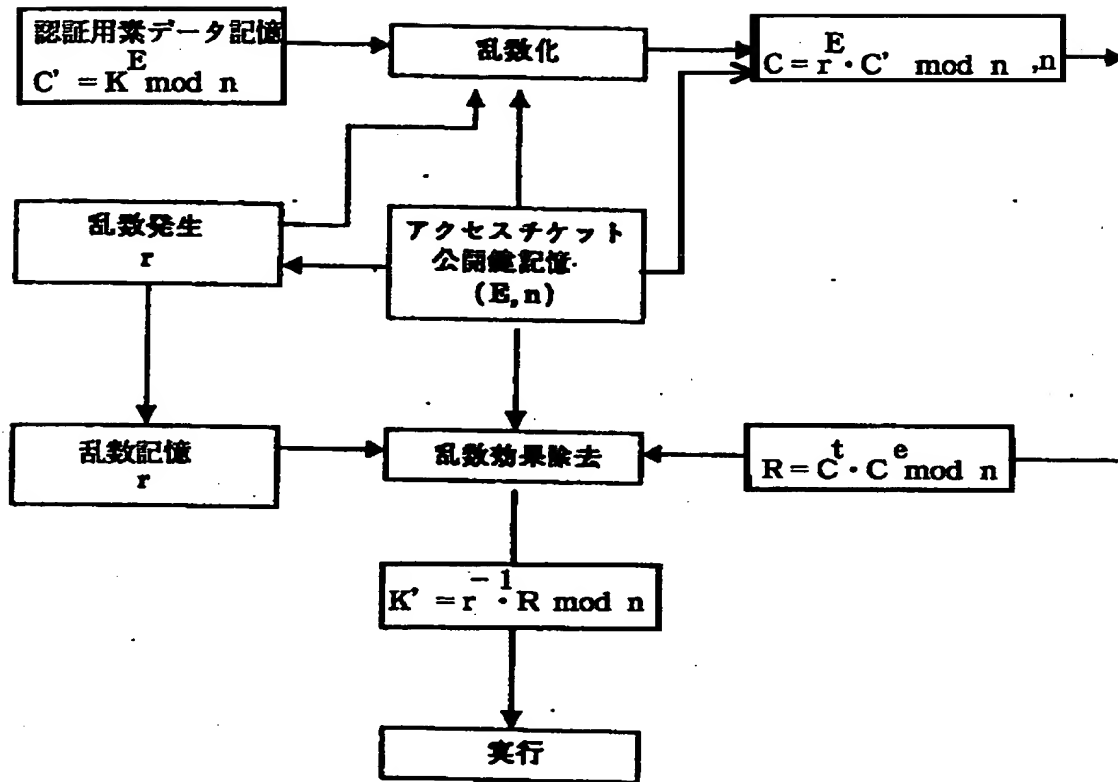 認証用素データ記憶
C' = K^E mod n
乱数化
C = r^E · C' mod n ,n
乱数発生
r
アクセスチケット
公開鍵記憶
(E,n)
乱数記憶
r
乱数効果除去
R = C^t · C^e mod n
K' = r^-1 · R mod n
実行